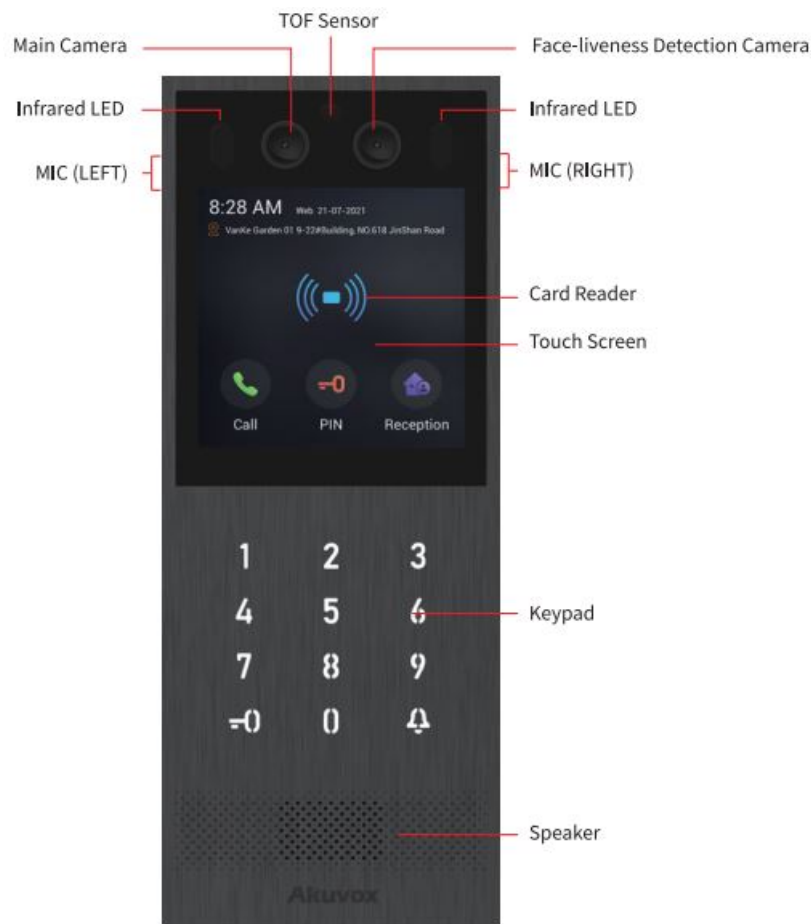 TOF Sensor
Main Camera
Face-liveness Detection Camera
Infrared LED
Infrared LED
MIC (LEFT)
MIC (RIGHT)
8:28 AM Web 21-07-2021
VanKe Garden 01 9-22#Building, NO.618 JinShan Road
Card Reader
Touch Screen
Call
PIN
Reception
1 2 3
4 5 6
Keypad
7 8 9
0
Speaker
Akuvox